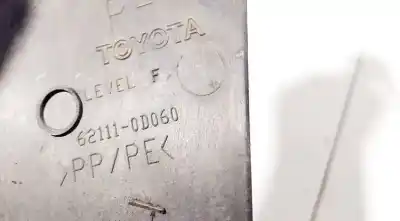 TOYOTA
LEVEL F
62111-0D060
>PP/PE<